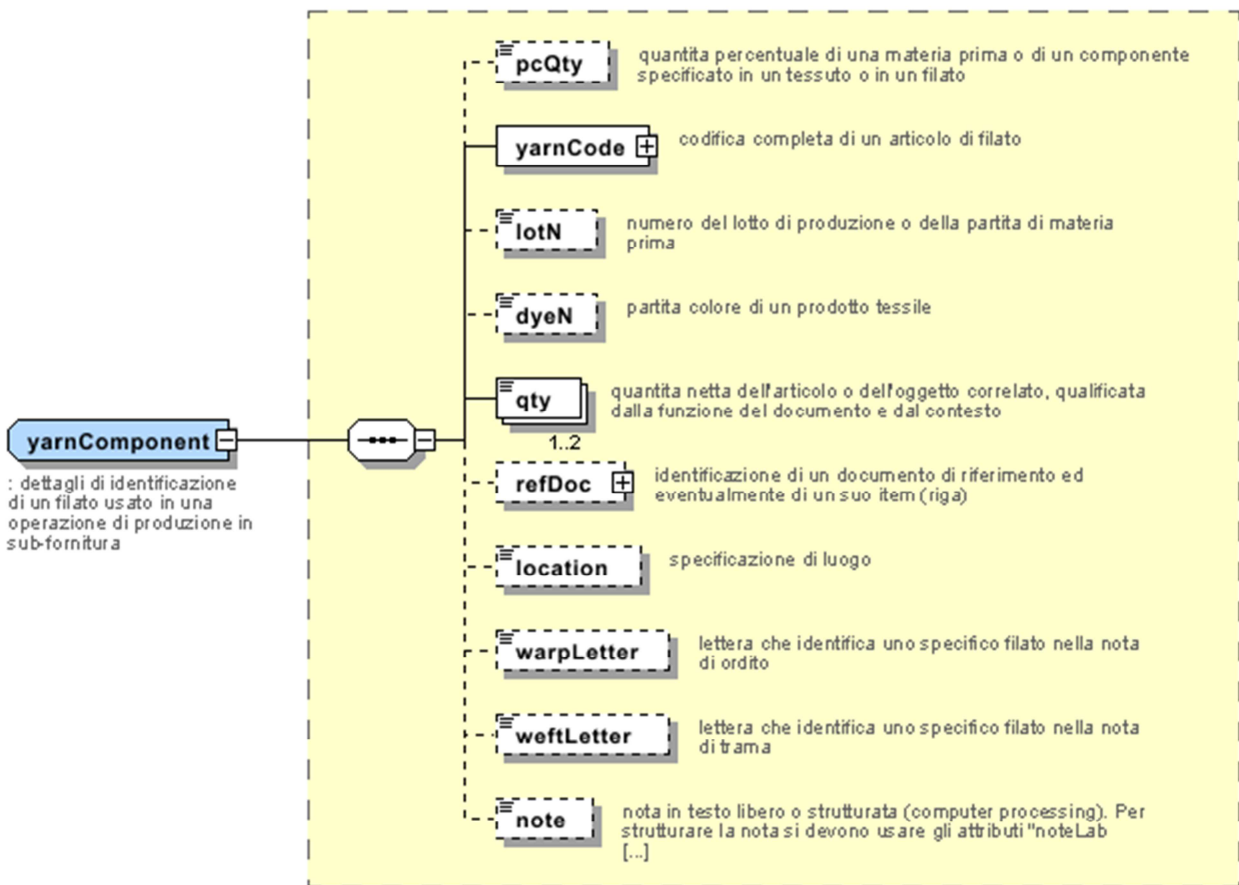 pcQty
quantita percentuale di una materia prima o di un componente
specificato in un tessuto o in un filato
yarnCode
codifica completa di un articolo di filato
lotN
numero del lotto di produzione o della partita di materia
prima
dyeN
partita colore di un prodotto tessile
qty
quantita netta dell'articolo o dell'oggetto correlato, qualificata
dalla funzione del documento e dal contesto
1..2
yarnComponent
: dettagli di identificazione
di un filato usato in una
operazione di produzione in
sub-fornitura
refDoc
identificazione di un documento di riferimento ed
eventualmente di un suo item (riga)
location
specificazione di luogo
warpLetter
lettera che identifica uno specifico filato nella nota
di ordito
weftLetter
lettera che identifica uno specifico filato nella nota
di trama
note
nota in testo libero o strutturata (computer processing). Per
strutturare la nota si devono usare gli attributi "noteLab
[...]